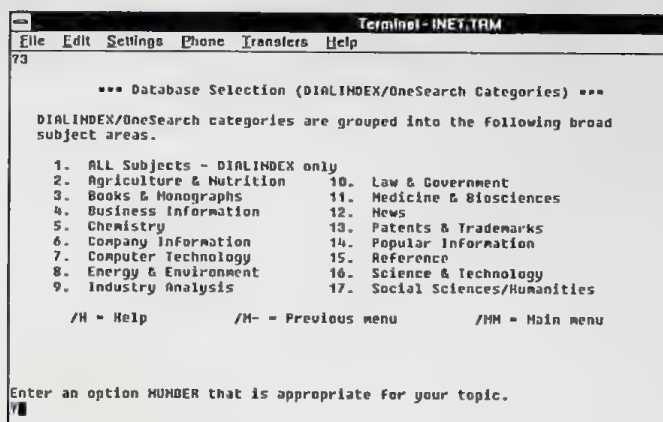 Terminal - INET.TRM
File Edit Settings Phone Transfers Help
73
*** Database Selection (DIALINDEX/OneSearch Categories) ***
DIALINDEX/OneSearch categories are grouped into the following broad
subject areas.
1. ALL Subjects - DIALINDEX only
2. Agriculture & Nutrition 10. Law & Government
3. Books & Monographs 11. Medicine & Biosciences
4. Business Information 12. News
5. Chemistry 13. Patents & Trademarks
6. Company Information 14. Popular Information
7. Computer Technology 15. Reference
8. Energy & Environment 16. Science & Technology
9. Industry Analysis 17. Social Sciences/Humanities
/H = Help /M- = Previous menu /MM = Main menu
Enter an option NUMBER that is appropriate for your topic.